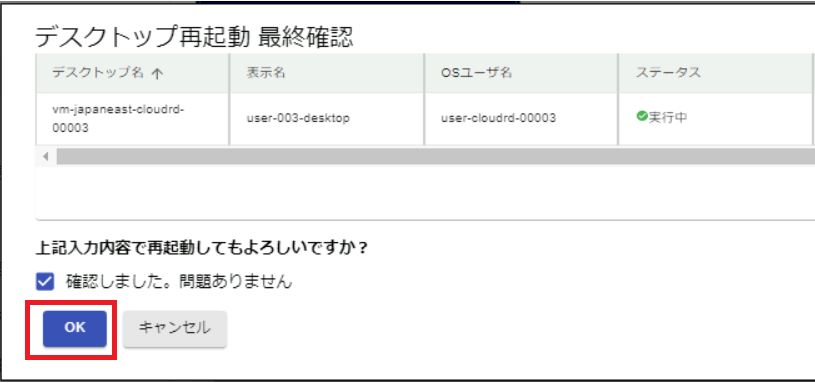 デスクトップ再起動 最終確認
デスクトップ名 ↑ 表示名 OSユーザ名 ステータス
vm-japaneast-cloudrd-
00003 user-003-desktop user-cloudrd-00003 実行中
上記入力内容で再起動してもよろしいですか？
確認しました。問題ありません
OK キャンセル